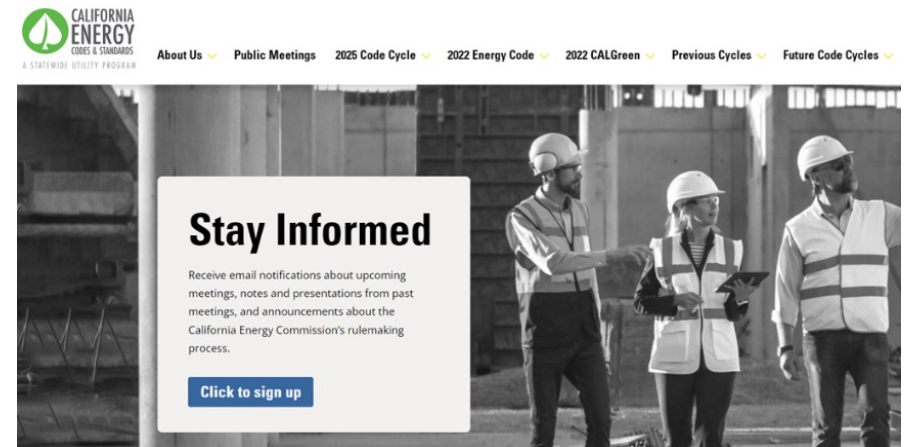 CALIFORNIA
ENERGY
CODES & STANDARDS
A STATEWIDE UTILITY PROGRAM
About Us
Public Meetings
2025 Code Cycle
2022 Energy Code
2022 CALGreen
Previous Cycles
Future Code Cycles
Stay Informed
Receive email notifications about upcoming
meetings, notes and presentations from past
meetings, and announcements about the
California Energy Commission's rulemaking
process.
Click to sign up